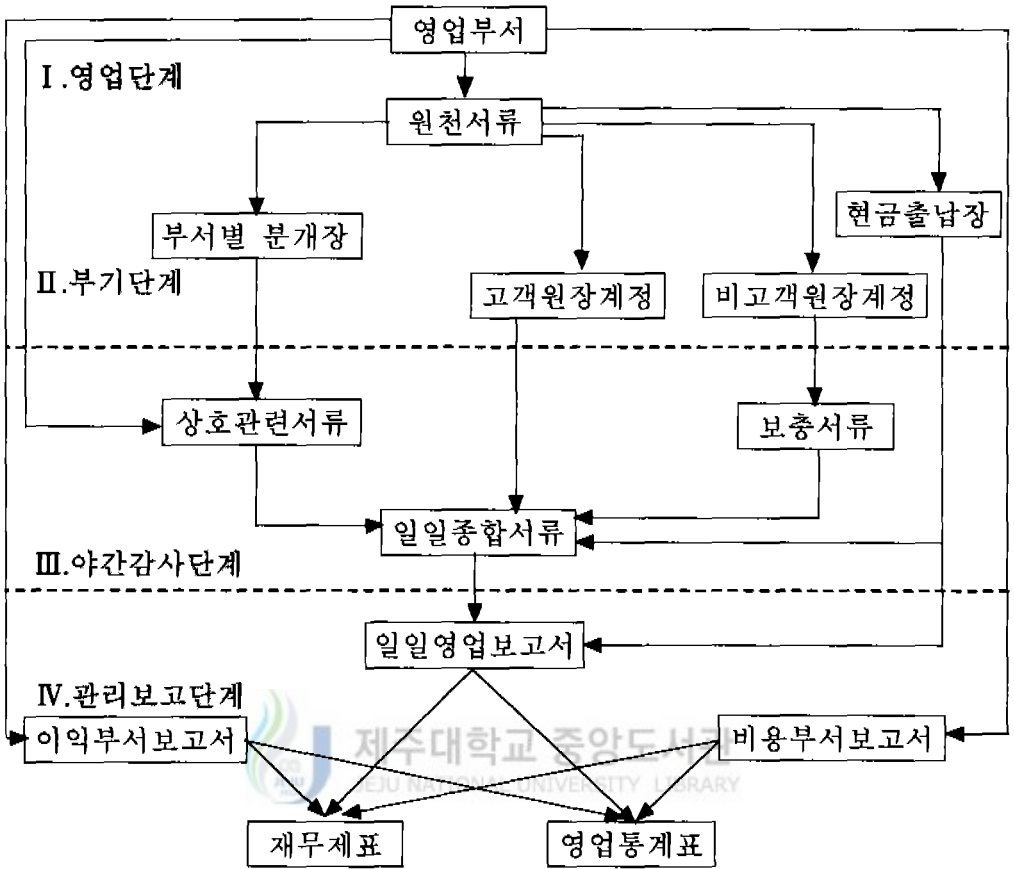 영업부서
Ⅰ.영업단계
원천서류
현금출납장
부서별 분개장
Ⅱ.부기단계
고객원장계정
비고객원장계정
상호관련서류
보충서류
일일종합서류
Ⅲ.야간감사단계
일일영업보고서
Ⅳ.관리보고단계
이익부서보고서
제주대학교 중앙도서관
비용부서보고서
JEJU NATIONAL UNIVERSITY LIBRARY
재무제표
영업통계표